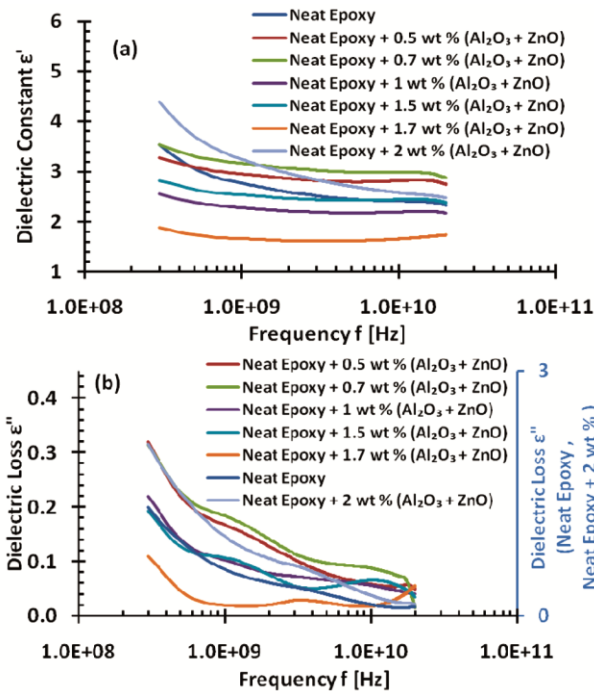 (a)
Neat Epoxy
Neat Epoxy + 0.5 wt % (Al₂O₃ + ZnO)
Neat Epoxy + 0.7 wt % (Al₂O₃ + ZnO)
Neat Epoxy + 1 wt % (Al₂O₃ + ZnO)
Neat Epoxy + 1.5 wt % (Al₂O₃ + ZnO)
Neat Epoxy + 1.7 wt % (Al₂O₃ + ZnO)
Neat Epoxy + 2 wt % (Al₂O₃ + ZnO)
Dielectric Constant ε'
6
5
4
3
2
1
1.0E+08 1.0E+09 1.0E+10 1.0E+11
Frequency f [Hz]
(b)
Neat Epoxy + 0.5 wt % (Al₂O₃ + ZnO)
Neat Epoxy + 0.7 wt % (Al₂O₃ + ZnO)
Neat Epoxy + 1 wt % (Al₂O₃ + ZnO)
Neat Epoxy + 1.5 wt % (Al₂O₃ + ZnO)
Neat Epoxy + 1.7 wt % (Al₂O₃ + ZnO)
Neat Epoxy
Neat Epoxy + 2 wt % (Al₂O₃ + ZnO)
Dielectric Loss ε"
0.4
0.3
0.2
0.1
0.0
3
0
Dielectric Loss ε"
(Neat Epoxy ,
Neat Epoxy + 2 wt %)
1.0E+08 1.0E+09 1.0E+10 1.0E+11
Frequency f [Hz]